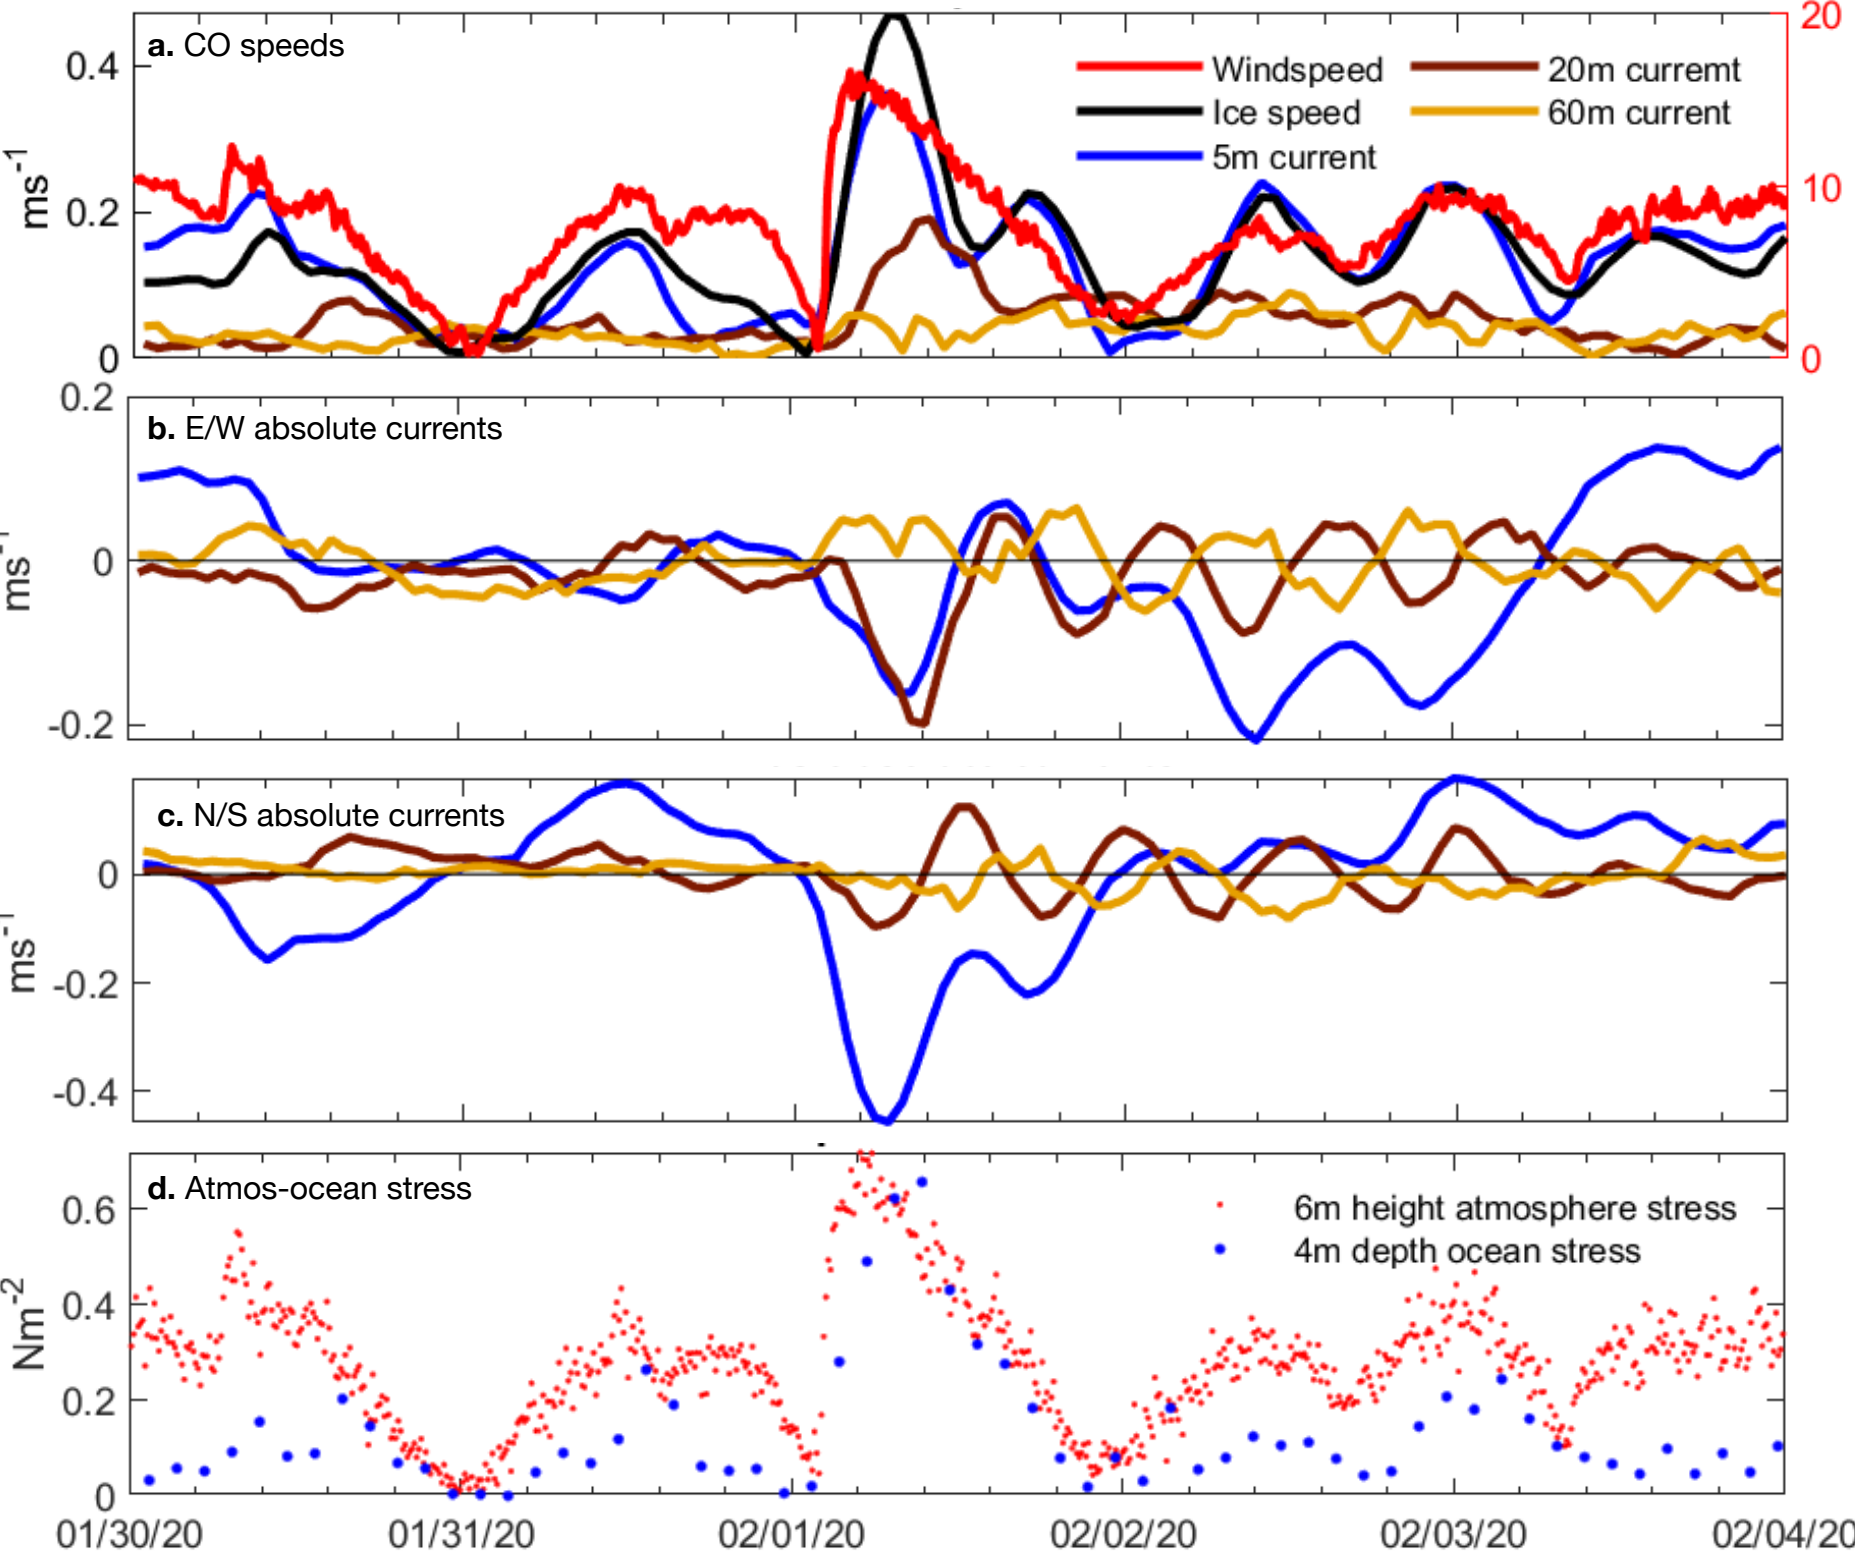 a. CO speeds
20
0.4
0.2
0
10
0
ms-1
Windspeed
Ice speed
5m current
20m curremt
60m current
b. E/W absolute currents
0.2
0
-0.2
ms-1
c. N/S absolute currents
0
-0.2
-0.4
ms-1
d. Atmos-ocean stress
0.6
0.4
0.2
0
Nm-2
6m height atmosphere stress
4m depth ocean stress
01/30/20 01/31/20 02/01/20 02/02/20 02/03/20 02/04/20